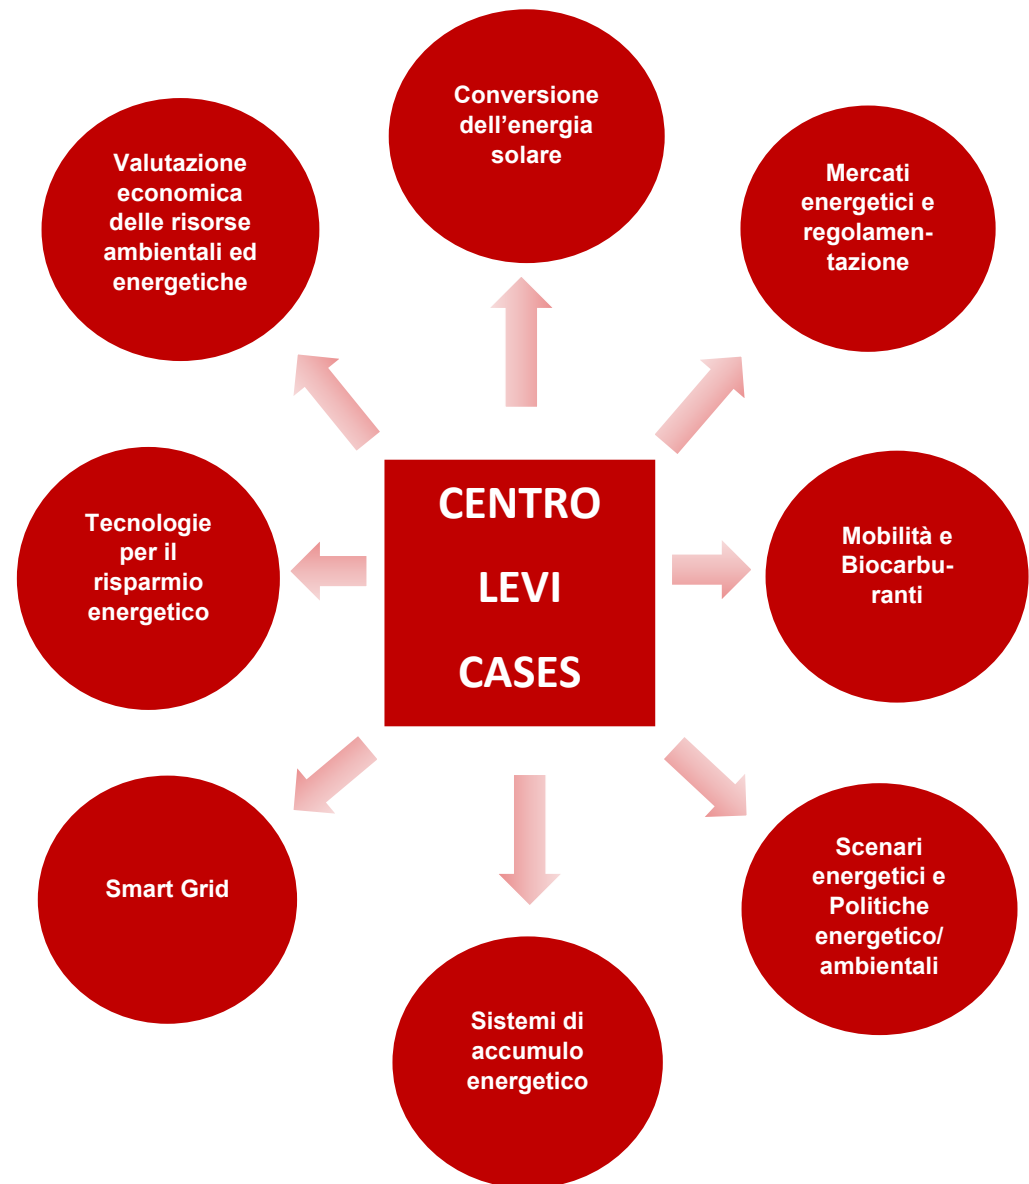 Conversione
dell’energia
solare
Valutazione
economica
delle risorse
ambientali ed
energetiche
Mercati
energetici e
regolamen-
tazione
CENTRO
LEVI
CASES
Tecnologie
per il
risparmio
energetico
Mobilità e
Biocarbu-
ranti
Smart Grid
Scenari
energetici e
Politiche
energetico/
ambientali
Sistemi di
accumulo
energetico